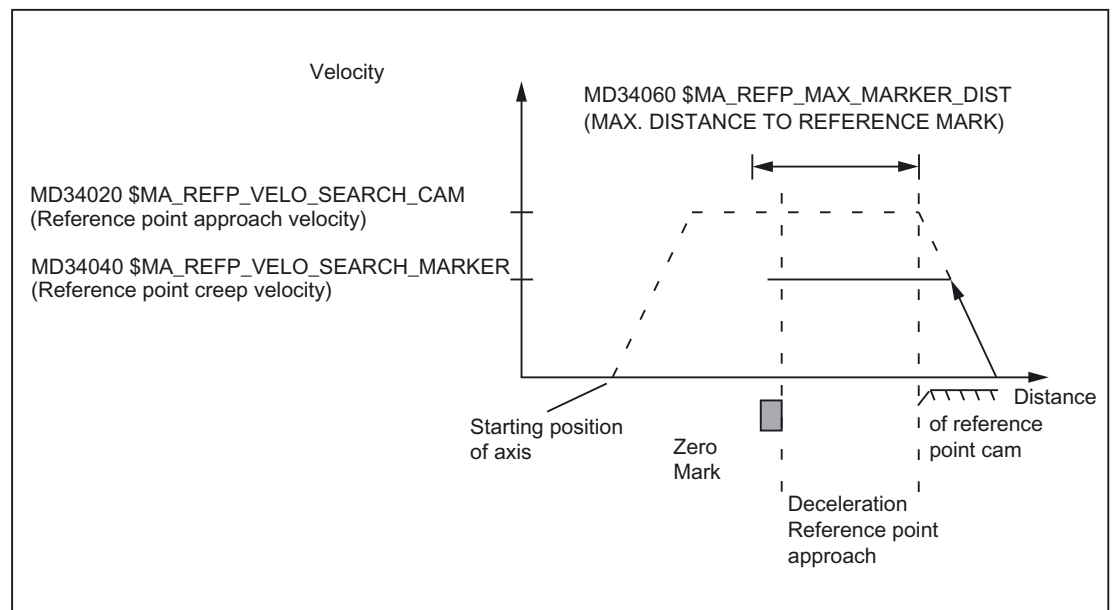 Velocity
MD34060 $MA_REFP_MAX_MARKER_DIST
(MAX. DISTANCE TO REFERENCE MARK)
MD34020 $MA_REFP_VELO_SEARCH_CAM
(Reference point approach velocity)
MD34040 $MA_REFP_VELO_SEARCH_MARKER
(Reference point creep velocity)
Distance
Starting position
of axis
Zero
Mark
of reference
point cam
Deceleration
Reference point
approach